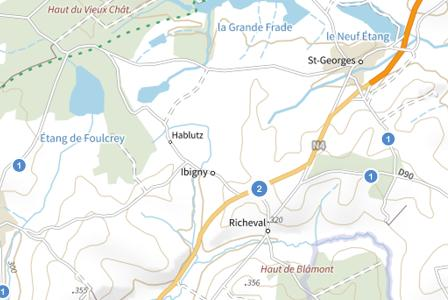 Haut du Vieux Chât.
la Grande Frade
le Neuf Étang
St-Georges
Étang de Foulcrey
Hablutz
N4
1
1
Ibigny
2
1
D90
Richeval
320
300
Haut de Blâmont
356
354
1